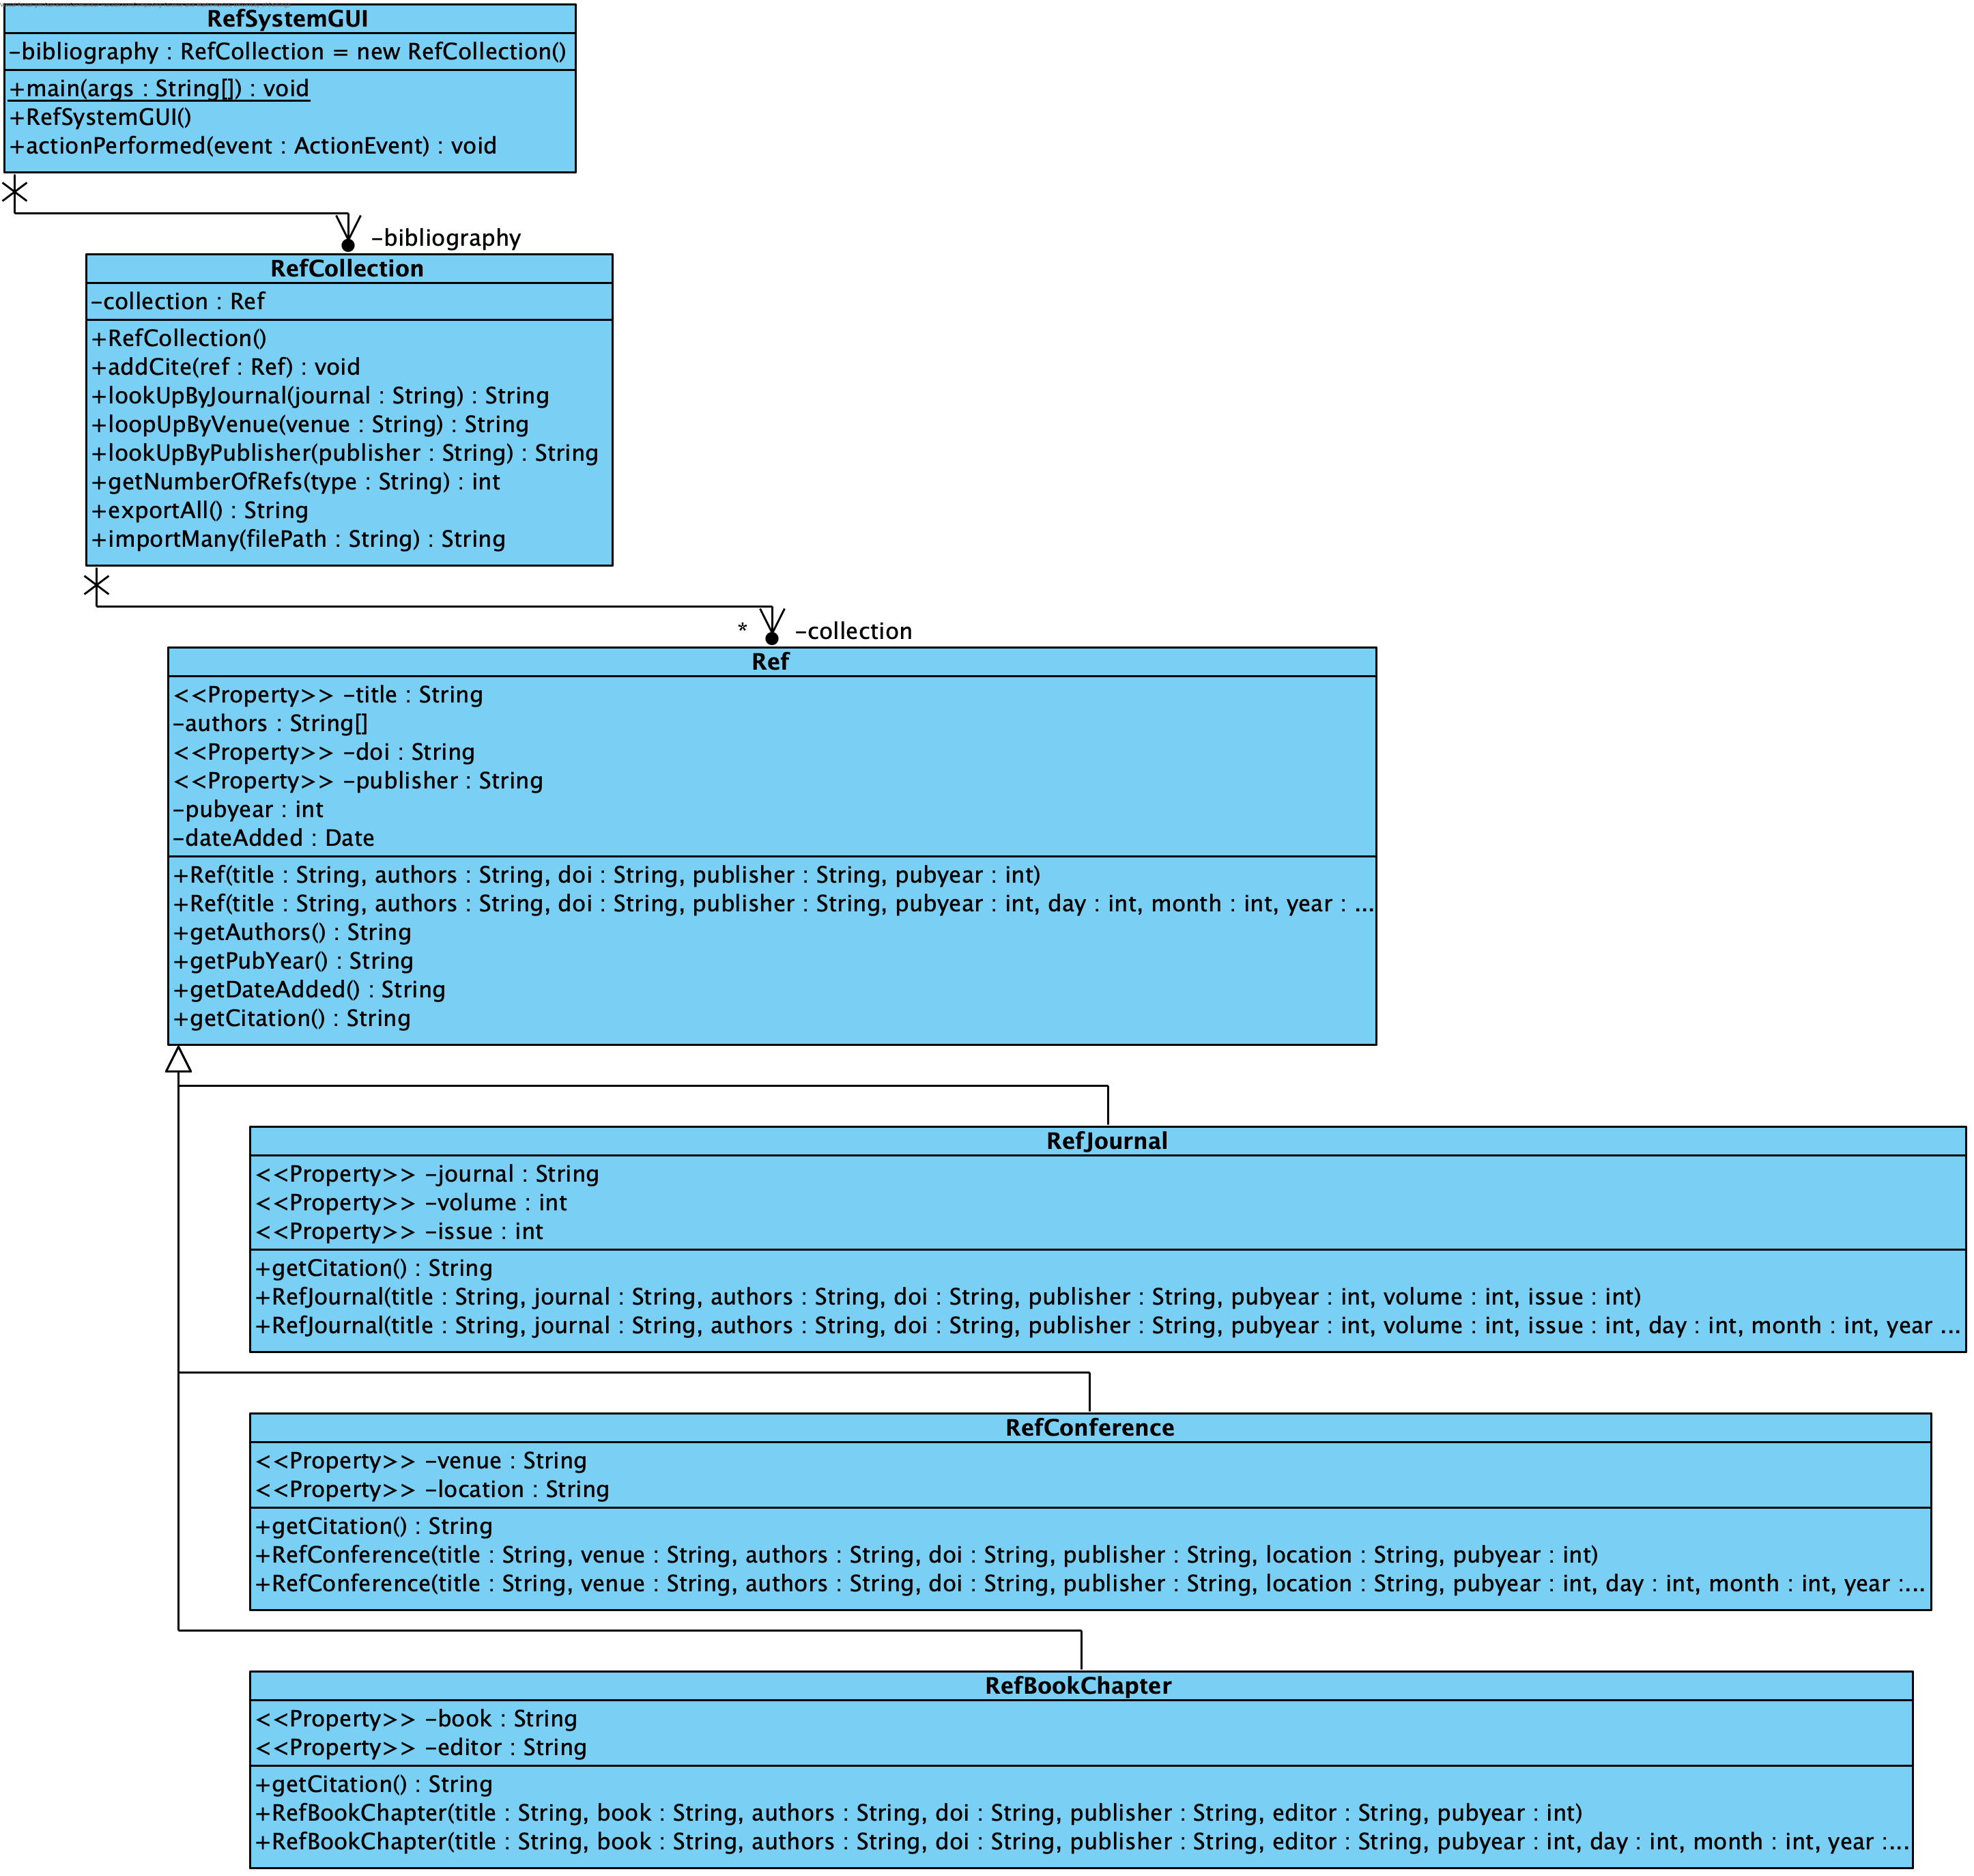 RefSystemGUI
-bibliography : RefCollection = new RefCollection()
+main(args : String[]) : void
+RefSystemGUI()
+actionPerformed(event : ActionEvent) : void
-bibliography
RefCollection
-collection : Ref
+RefCollection()
+addCite(ref : Ref) : void
+lookUpByJournal(journal : String) : String
+loopUpByVenue(venue : String) : String
+lookUpByPublisher(publisher : String) : String
+getNumberOfRefs(type : String) : int
+exportAll() : String
+importMany(filePath : String) : String
* -collection
Ref
<<Property>> -title : String
-authors : String[]
<<Property>> -doi : String
<<Property>> -publisher : String
-pubyear : int
-dateAdded : Date
+Ref(title : String, authors : String, doi : String, publisher : String, pubyear : int)
+Ref(title : String, authors : String, doi : String, publisher : String, pubyear : int, day : int, month : int, year : ...
+getAuthors() : String
+getPubYear() : String
+getDateAdded() : String
+getCitation() : String
RefJournal
<<Property>> -journal : String
<<Property>> -volume : int
<<Property>> -issue : int
+getCitation() : String
+RefJournal(title : String, journal : String, authors : String, doi : String, publisher : String, pubyear : int, volume : int, issue : int)
+RefJournal(title : String, journal : String, authors : String, doi : String, publisher : String, pubyear : int, volume : int, issue : int, day : int, month : int, year ...
RefConference
<<Property>> -venue : String
<<Property>> -location : String
+getCitation() : String
+RefConference(title : String, venue : String, authors : String, doi : String, publisher : String, location : String, pubyear : int)
+RefConference(title : String, venue : String, authors : String, doi : String, publisher : String, location : String, pubyear : int, day : int, month : int, year :...
RefBookChapter
<<Property>> -book : String
<<Property>> -editor : String
+getCitation() : String
+RefBookChapter(title : String, book : String, authors : String, doi : String, publisher : String, editor : String, pubyear : int)
+RefBookChapter(title : String, book : String, authors : String, doi : String, publisher : String, editor : String, pubyear : int, day : int, month : int, year :...